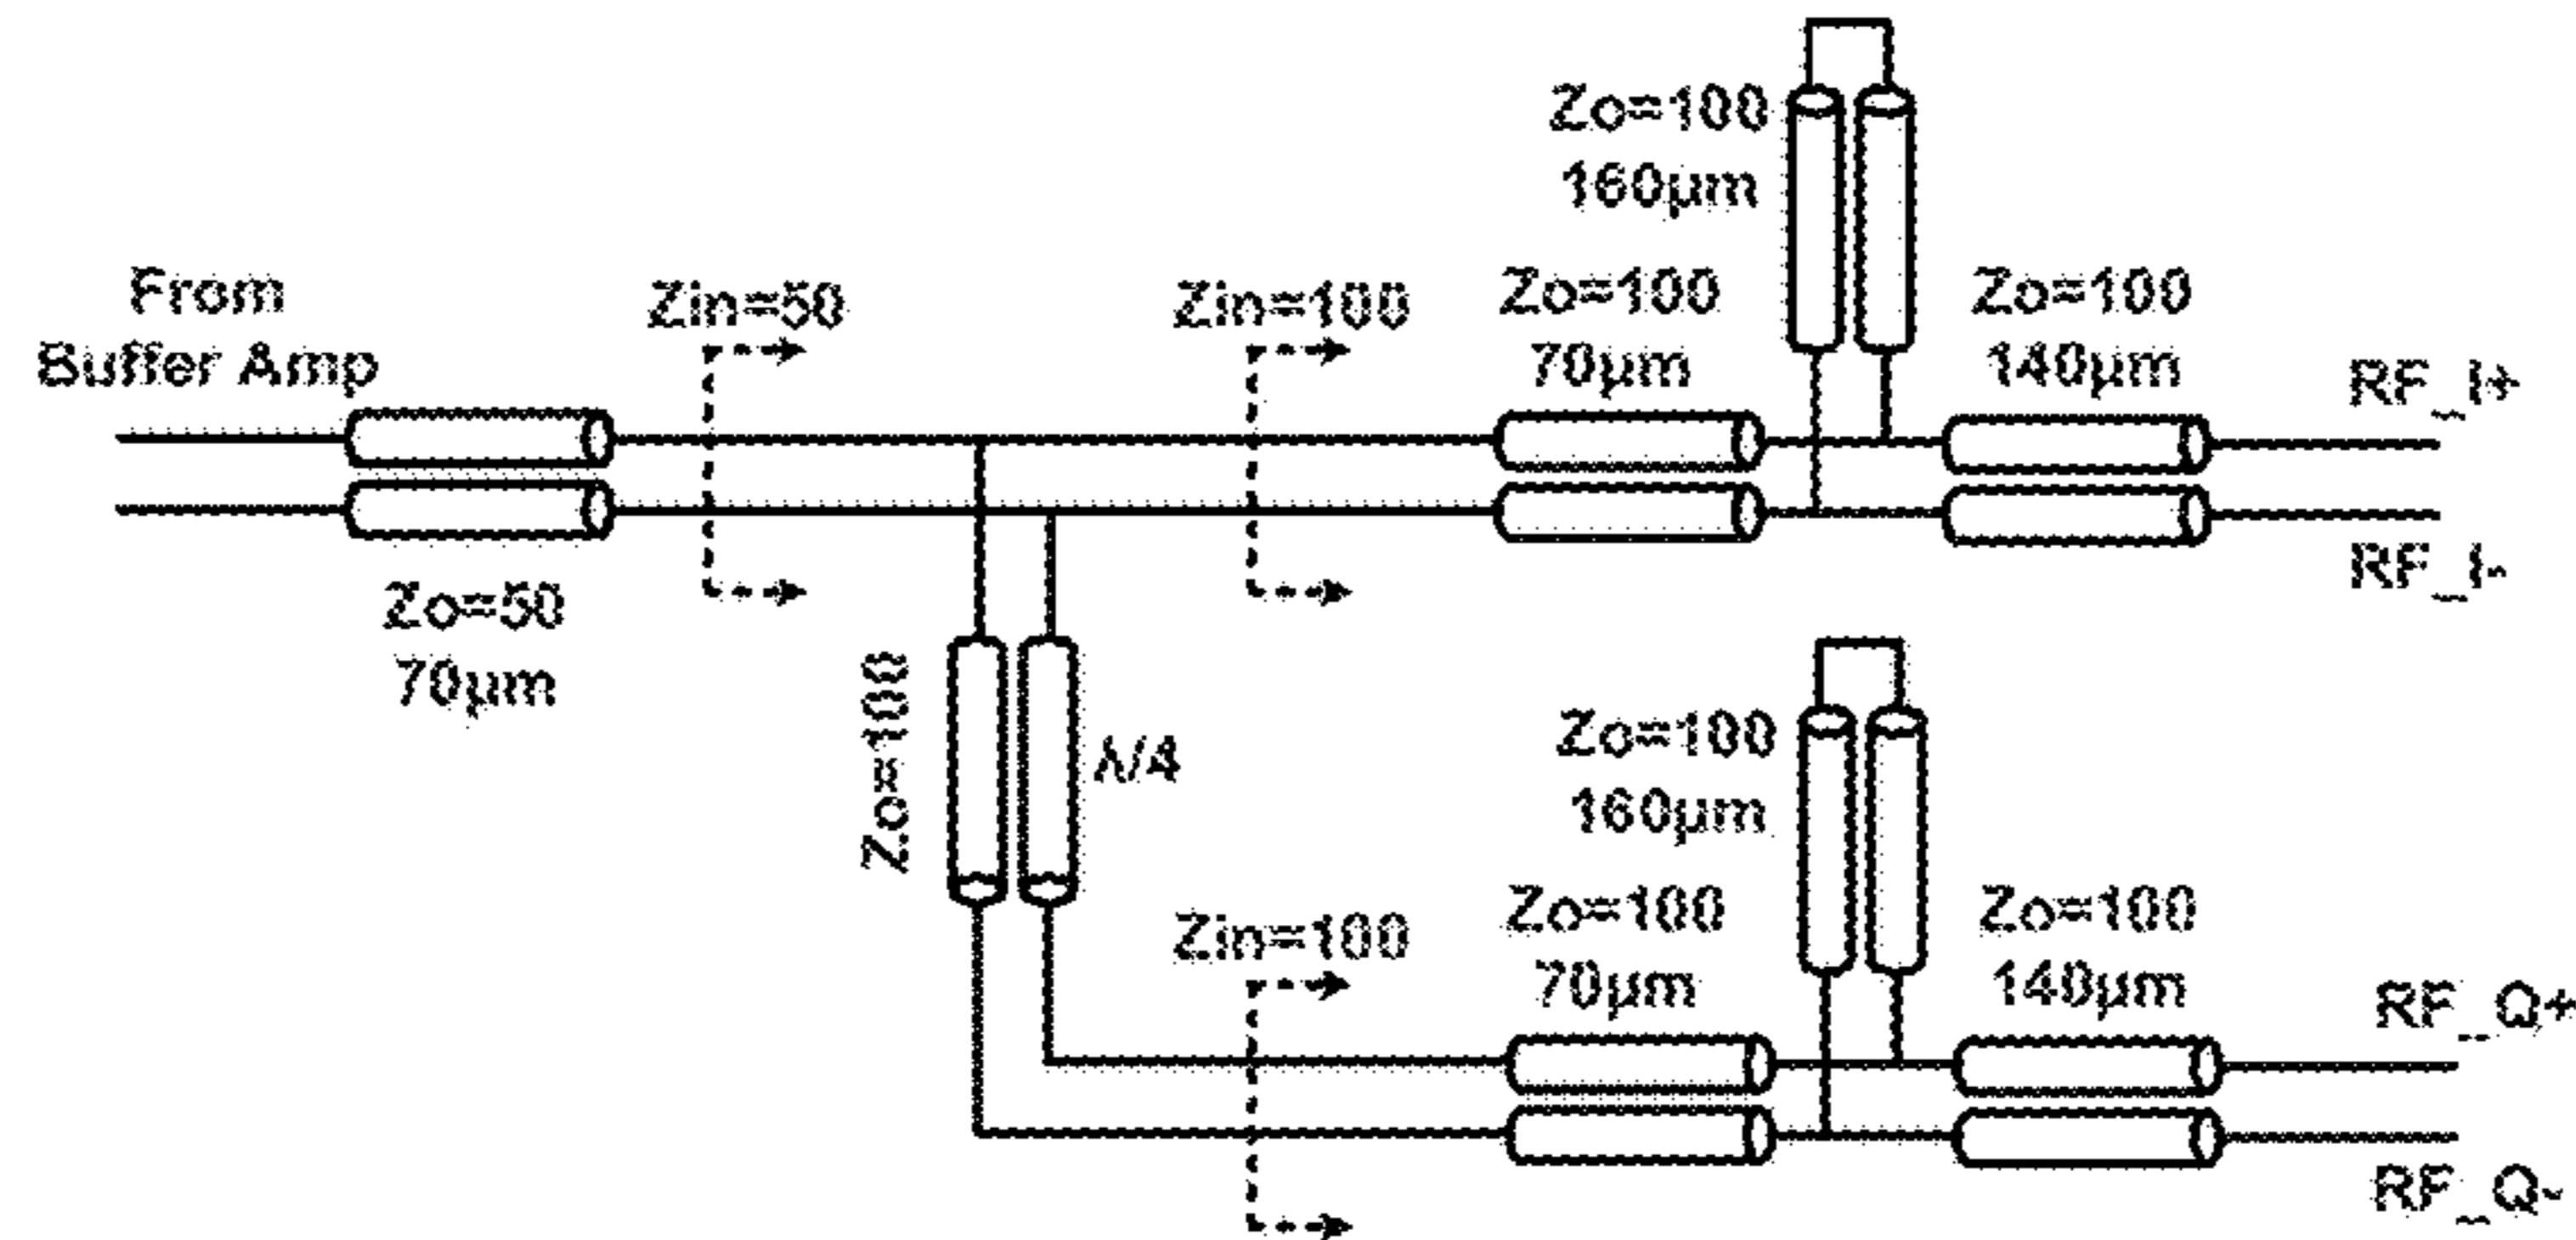 From
Buffer Amp
Zo=50
70µm
Zin=50
Zin=100
Zo=100
160µm
Zo=100
70µm
Zo=100
140µm
RF_I+
RF_I-
Zo=100
λ/4
Zin=100
Zo=100
160µm
Zo=100
70µm
Zo=100
140µm
RF_Q+
RF_Q-